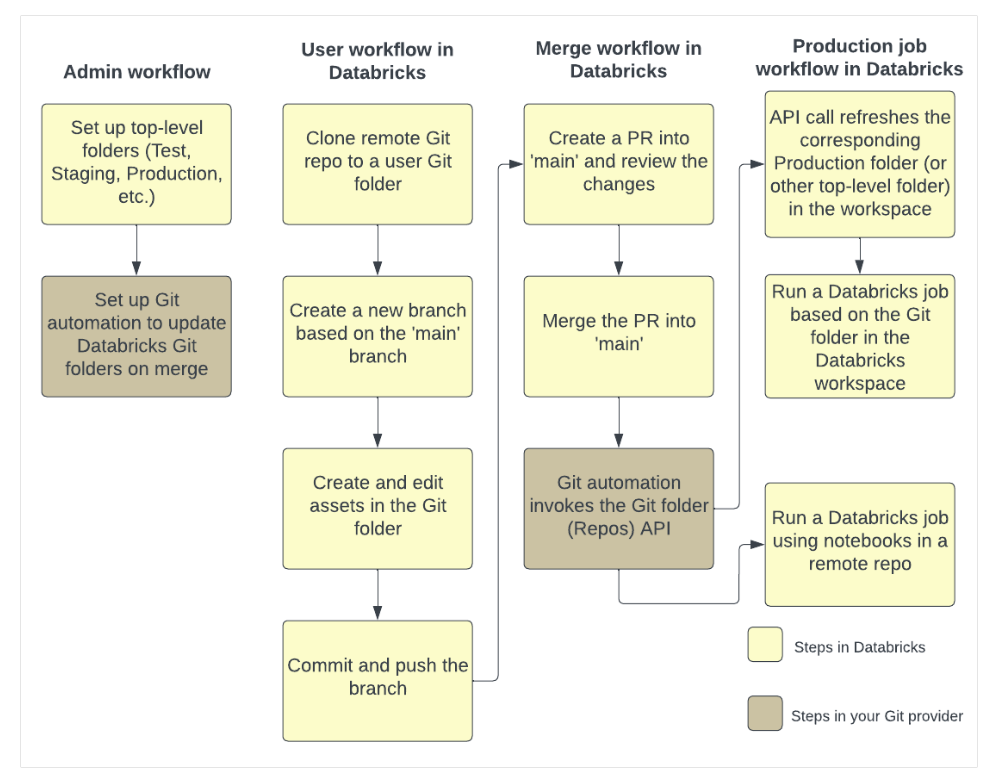 Admin workflow
Set up top-level
folders (Test,
Staging, Production,
etc.)
Set up Git
automation to update
Databricks Git
folders on merge
User workflow in
Databricks
Clone remote Git
repo to a user Git
folder
Create a new branch
based on the 'main'
branch
Create and edit
assets in the Git
folder
Commit and push the
branch
Merge workflow in
Databricks
Create a PR into
'main' and review the
changes
Merge the PR into
'main'
Git automation
invokes the Git folder
(Repos) API
Production job
workflow in Databricks
API call refreshes the
corresponding
Production folder (or
other top-level folder)
in the workspace
Run a Databricks job
based on the Git
folder in the
Databricks
workspace
Run a Databricks job
using notebooks in a
remote repo
Steps in Databricks
Steps in your Git provider